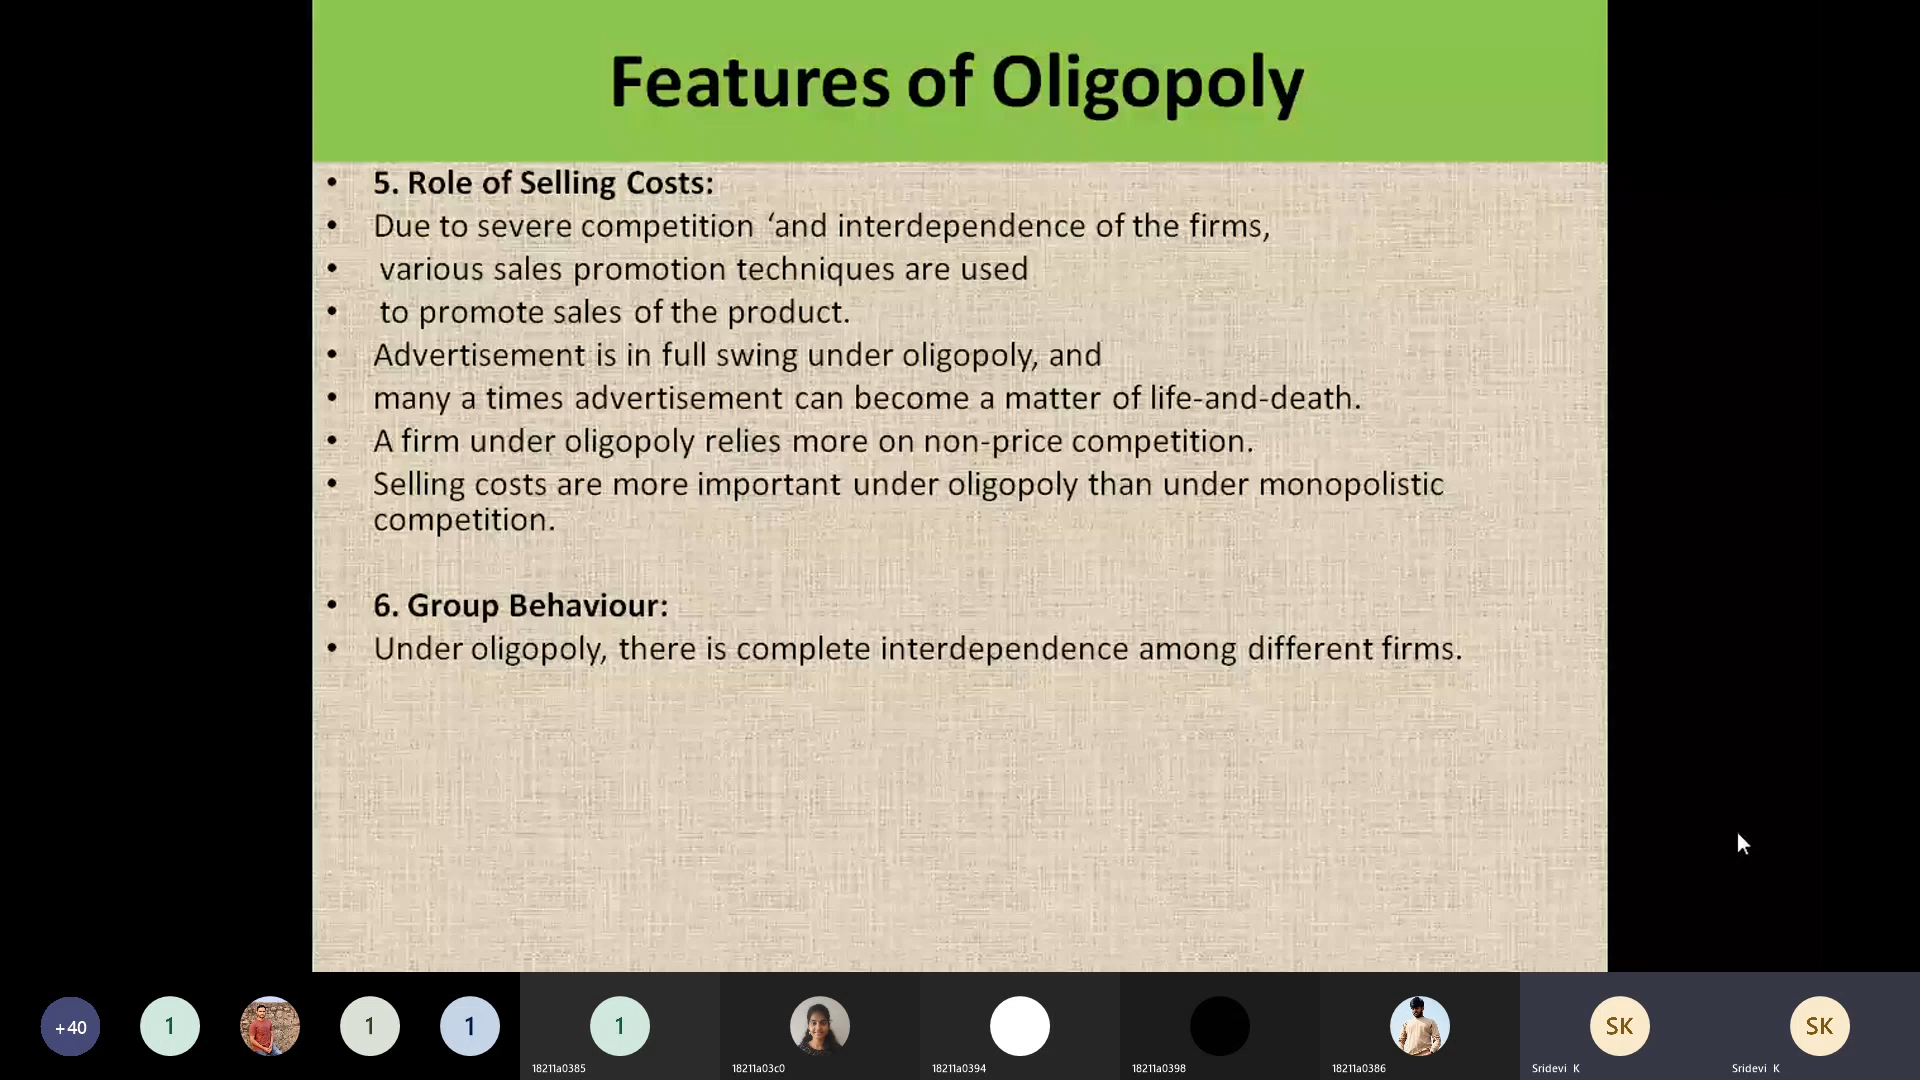 Features of Oligopoly
• 5. Role of Selling Costs:
• Due to severe competition ‘and interdependence of the firms,
• various sales promotion techniques are used
• to promote sales of the product.
• Advertisement is in full swing under oligopoly, and
• many a times advertisement can become a matter of life-and-death.
• A firm under oligopoly relies more on non-price competition.
• Selling costs are more important under oligopoly than under monopolistic
competition.
• 6. Group Behaviour:
• Under oligopoly, there is complete interdependence among different firms.
+40
1
1
1
1
SK
SK
18211a0385
18211a03c0
18211a0394
18211a0398
18211a0386
Sridevi K
Sridevi K